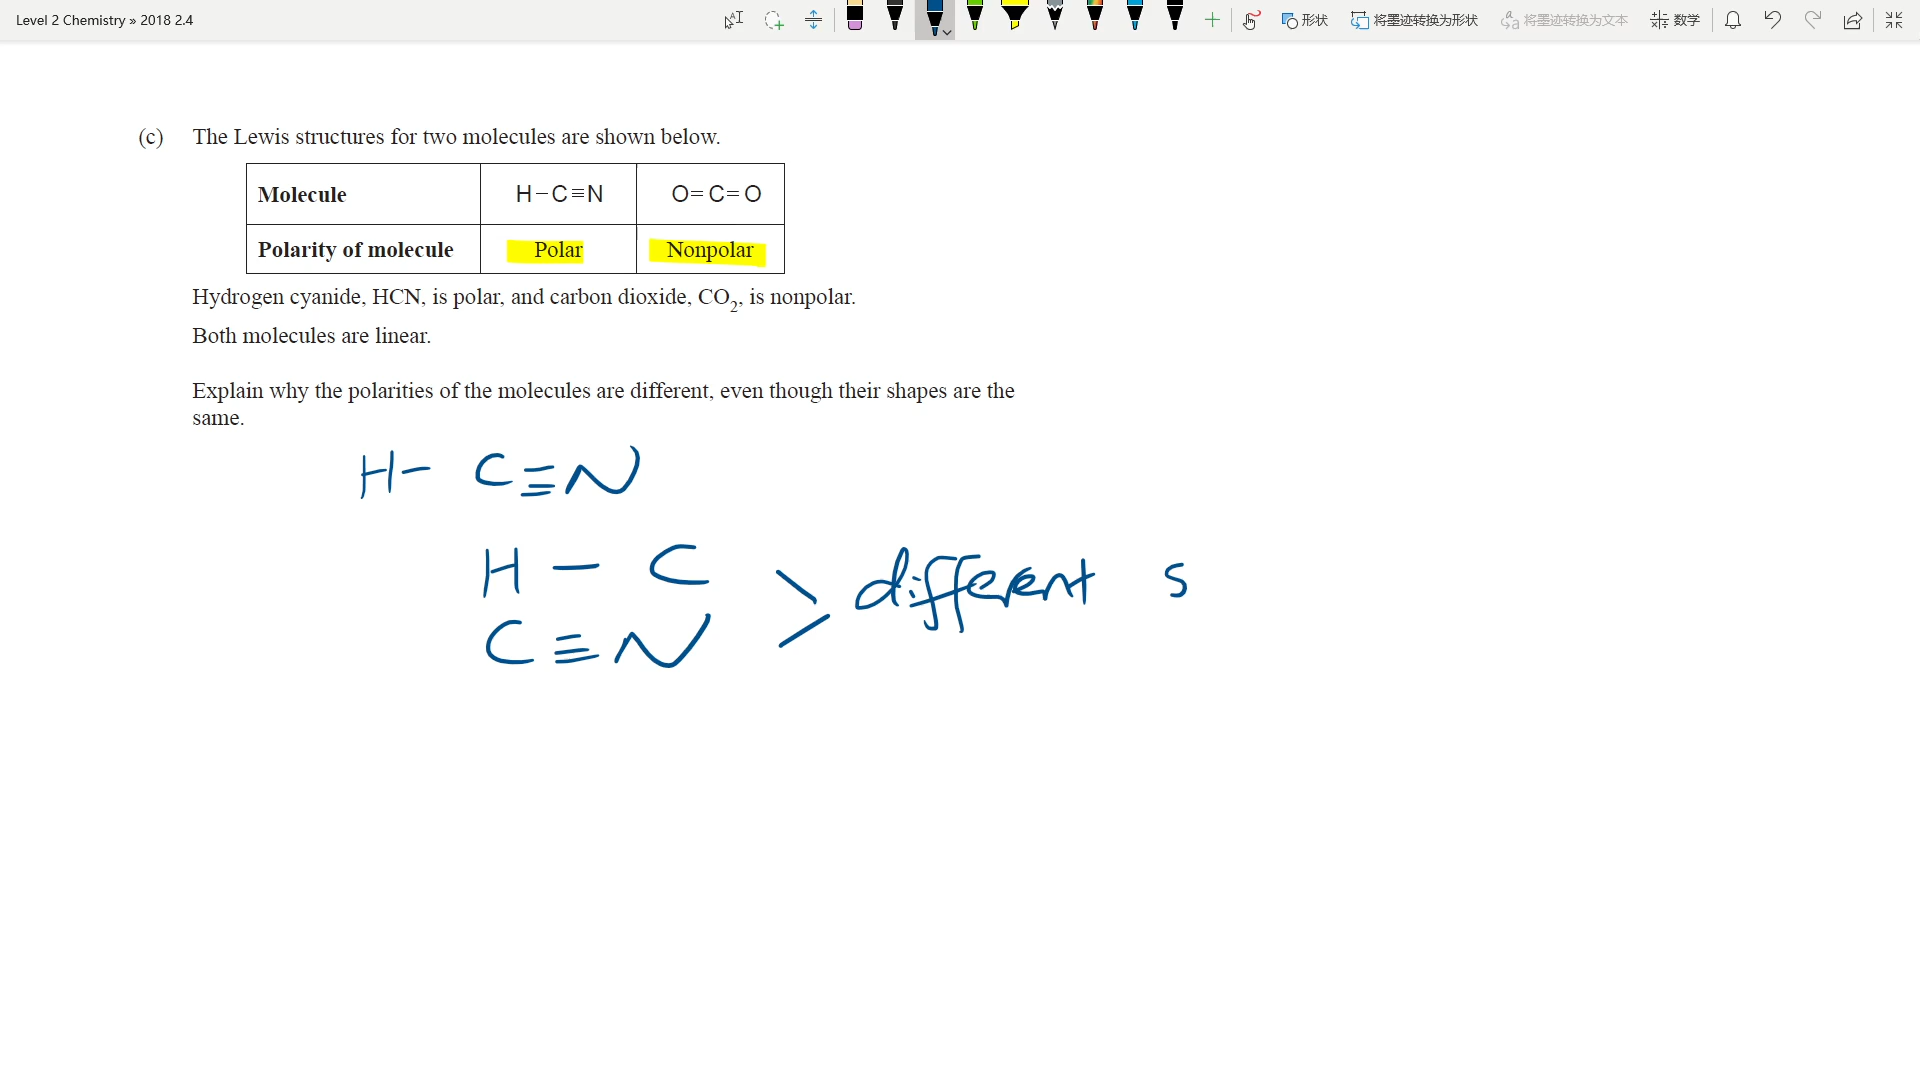 Level 2 Chemistry » 2018 2.4
形状 将墨迹转换为形状 将墨迹转换为文本 数学
(c) The Lewis structures for two molecules are shown below.
Molecule H–C≡N O=C=O
Polarity of molecule Polar Nonpolar
Hydrogen cyanide, HCN, is polar, and carbon dioxide, CO₂, is nonpolar.
Both molecules are linear.
Explain why the polarities of the molecules are different, even though their shapes are the
same.
H– C≡N
H – C
> different s
C≡N